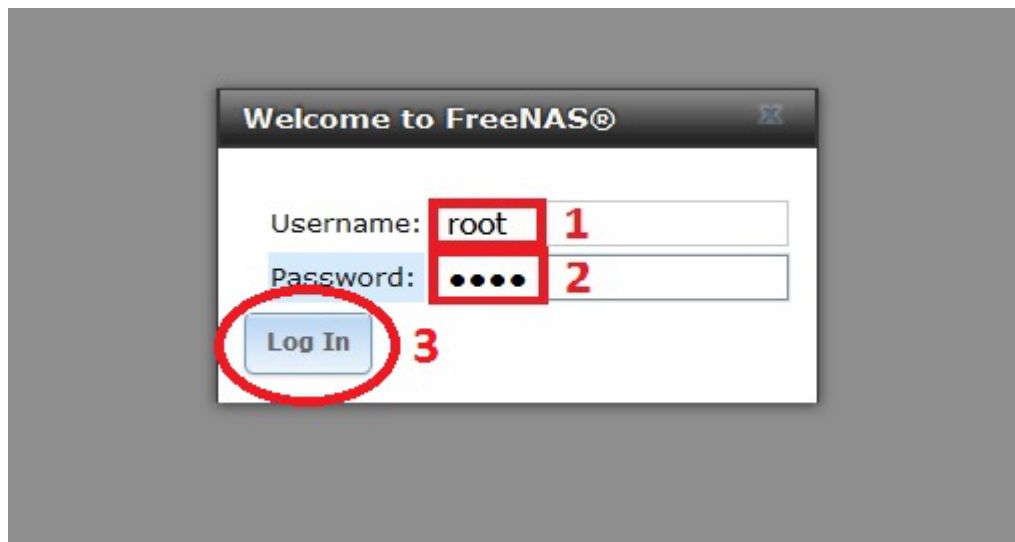 Welcome to FreeNAS®
Username: root 1
Password: •••• 2
Log In 3